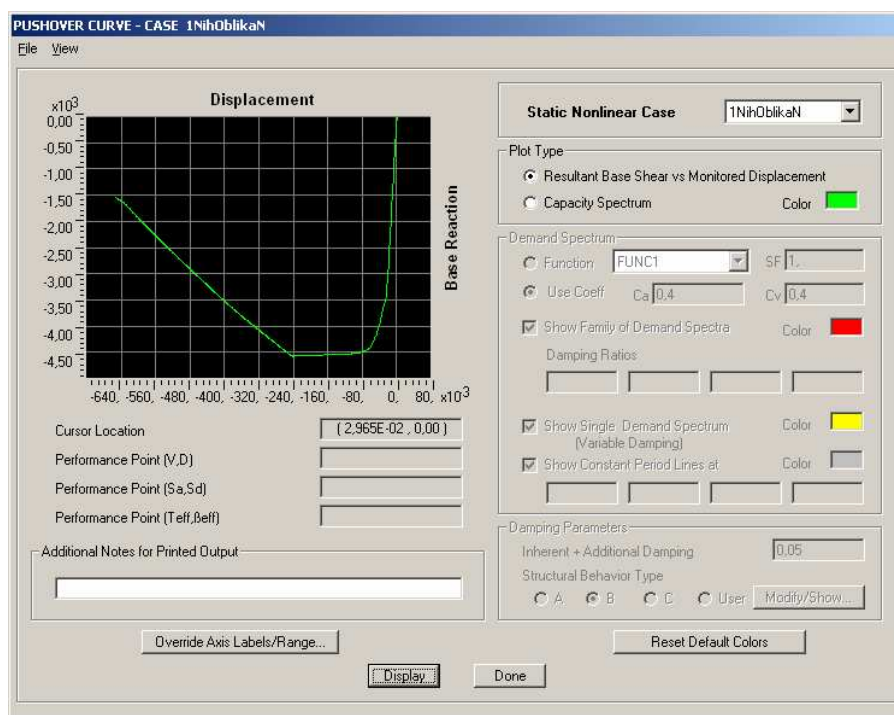 PUSHOVER CURVE - CASE 1NihOblikaN
File View
Displacement
x10^3
0,00
-0,50
-1,00
-1,50
-2,00
-2,50
-3,00
-3,50
-4,00
-4,50
Base Reaction
-640, -560, -480, -400, -320, -240, -160, -80, 0, 80, x10^3
Cursor Location ( 2,965E-02 , 0,00 )
Performance Point (V,D)
Performance Point (Sa,Sd)
Performance Point (Teff,βeff)
Additional Notes for Printed Output
Override Axis Labels/Range...
Static Nonlinear Case 1NihOblikaN
Plot Type
Resultant Base Shear vs Monitored Displacement
Capacity Spectrum Color
Demand Spectrum
Function FUNC1 SF 1,
Use Coeff Ca 0,4 Cv 0,4
Show Family of Demand Spectra Color
Damping Ratios
Show Single Demand Spectrum Color
(Variable Damping)
Show Constant Period Lines at Color
Damping Parameters
Inherent + Additional Damping 0,05
Structural Behavior Type
A B C User Modify/Show...
Reset Default Colors
Display Done